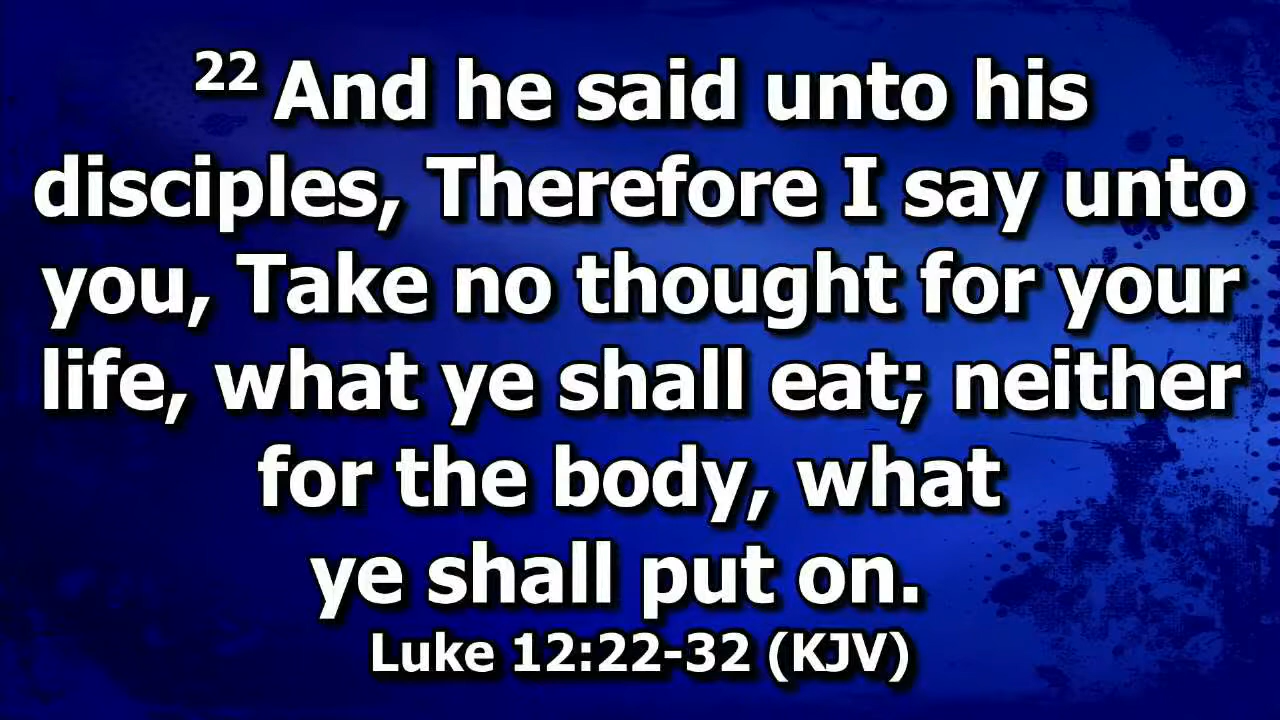 22 And he said unto his
disciples, Therefore I say unto
you, Take no thought for your
life, what ye shall eat; neither
for the body, what
ye shall put on.
Luke 12:22-32 (KJV)